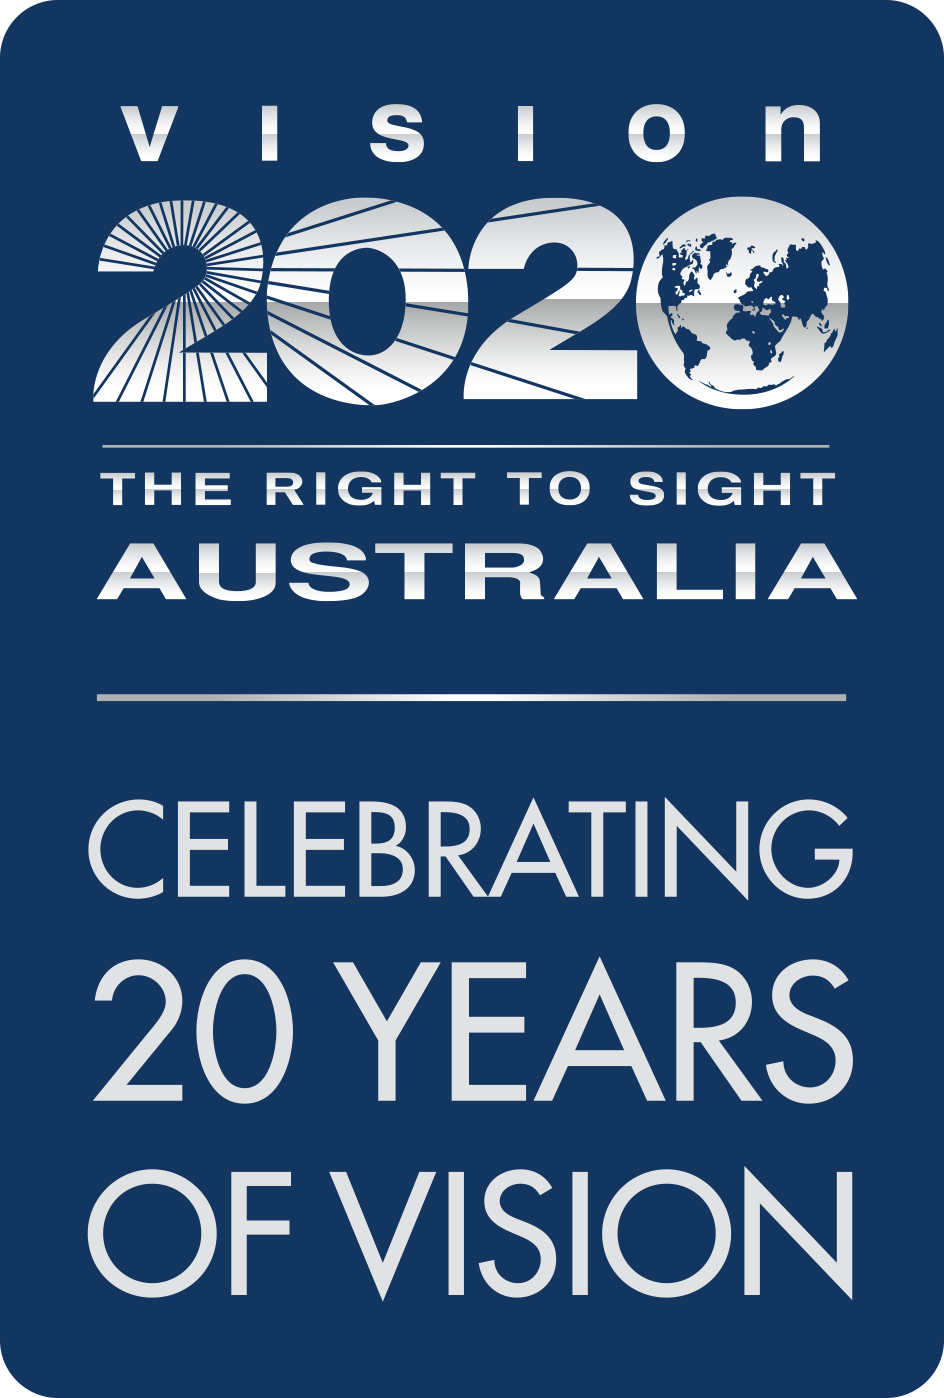 vision
2020
THE RIGHT TO SIGHT
AUSTRALIA
CELEBRATING
20 YEARS
OF VISION